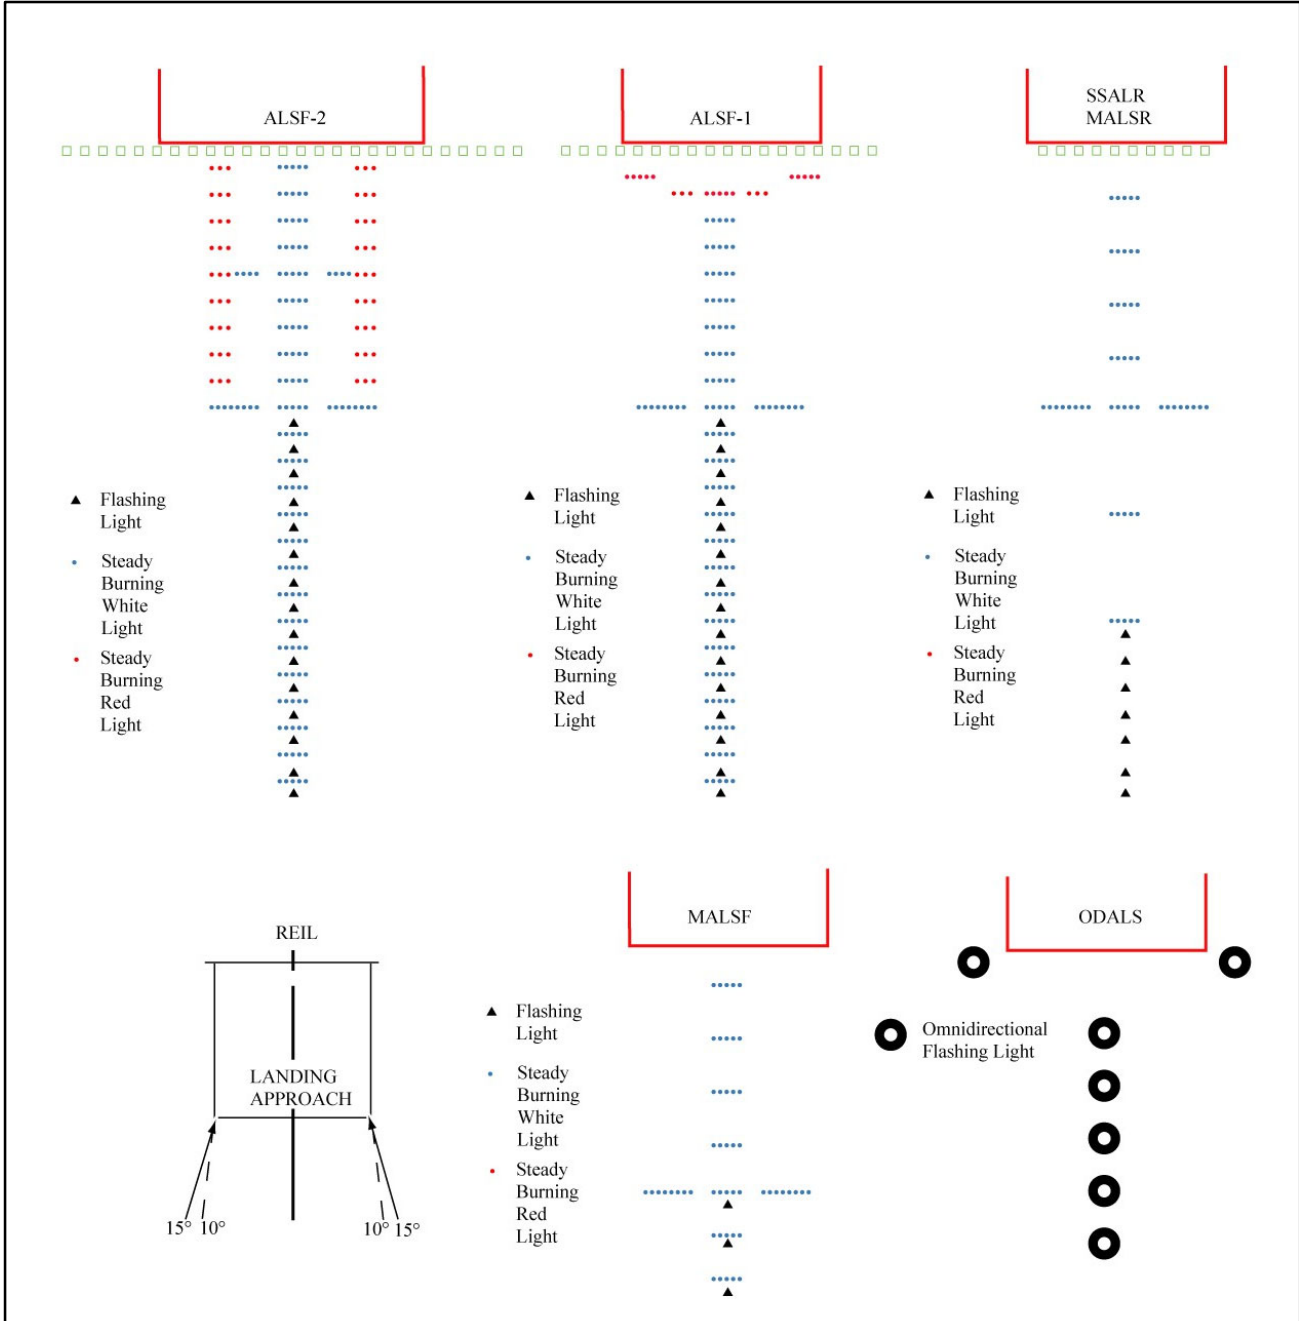 ALSF-2
ALSF-1
SSALR
MALSR
Flashing
Light
Steady
Burning
White
Light
Steady
Burning
Red
Light
Flashing
Light
Steady
Burning
White
Light
Steady
Burning
Red
Light
Flashing
Light
Steady
Burning
White
Light
Steady
Burning
Red
Light
REIL
LANDING
APPROACH
15° 10°
10° 15°
MALSF
Flashing
Light
Steady
Burning
White
Light
Steady
Burning
Red
Light
ODALS
Omnidirectional
Flashing Light